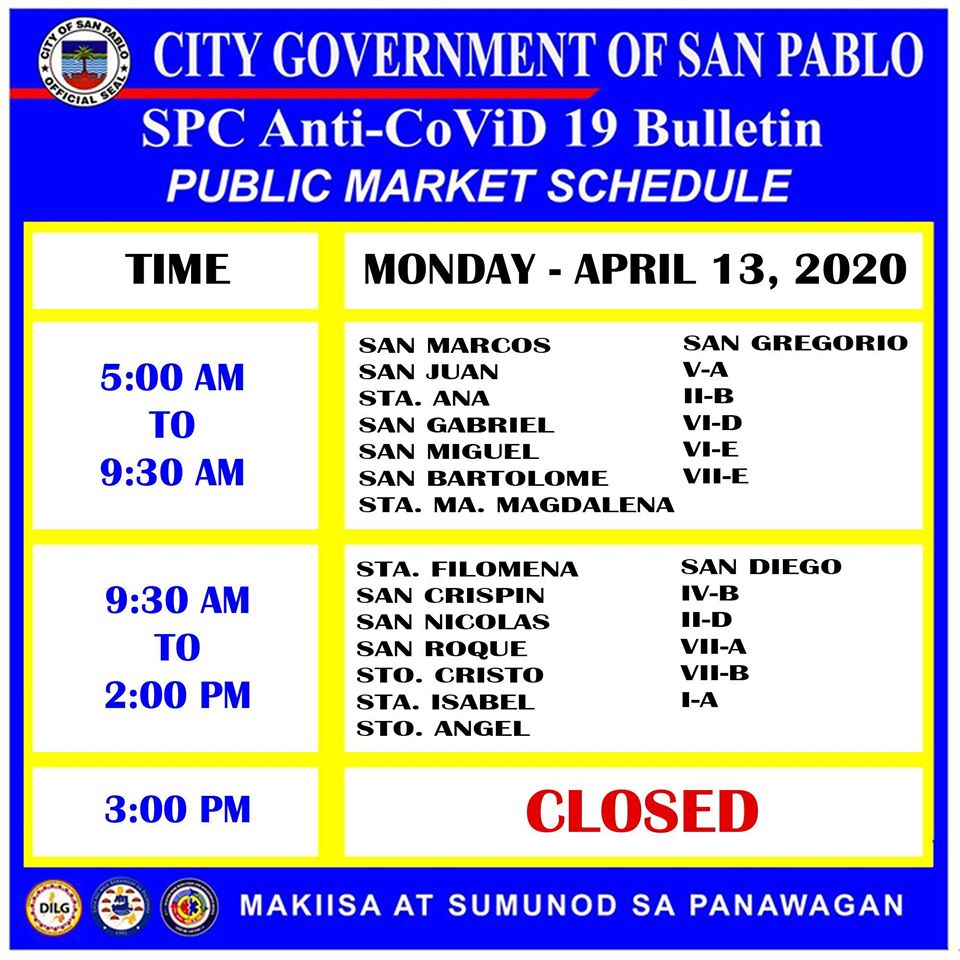 CITY OF SAN PABLO
OFFICIAL SEAL
CITY GOVERNMENT OF SAN PABLO
SPC Anti-CoViD 19 Bulletin
PUBLIC MARKET SCHEDULE
TIME
MONDAY - APRIL 13, 2020
5:00 AM
TO
9:30 AM
SAN MARCOS
SAN JUAN
STA. ANA
SAN GABRIEL
SAN MIGUEL
SAN BARTOLOME
STA. MA. MAGDALENA
SAN GREGORIO
V-A
II-B
VI-D
VI-E
VII-E
9:30 AM
TO
2:00 PM
STA. FILOMENA
SAN CRISPIN
SAN NICOLAS
SAN ROQUE
STO. CRISTO
STA. ISABEL
STO. ANGEL
SAN DIEGO
IV-B
II-D
VII-A
VII-B
I-A
3:00 PM
CLOSED
DILG
MAKIISA AT SUMUNOD SA PANAWAGAN